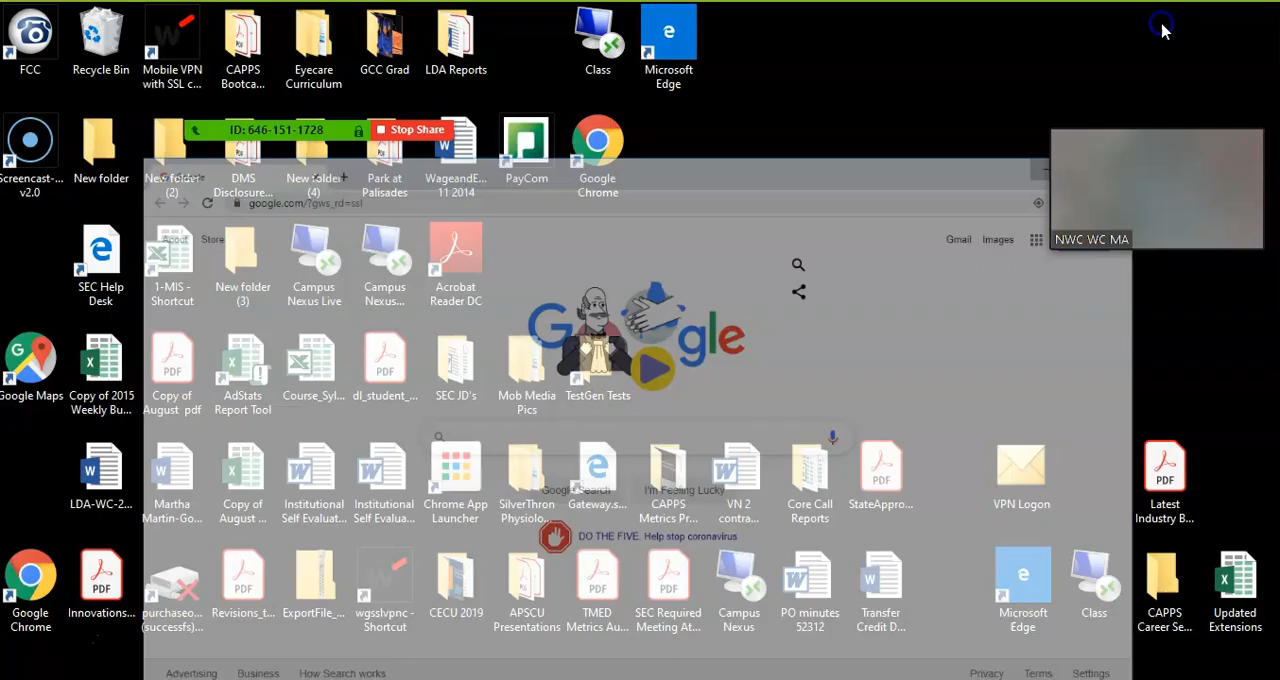 FCC
Recycle Bin
Mobile VPN
with SSL c...
CAPPS
Bootca...
Eyecare
Curriculum
GCC Grad
LDA Reports
Class
Microsoft
Edge
ID: 646-151-1728
Stop Share
Screencast-...
v2.0
New folder
New folder
(2)
DMS
Disclosure...
New folder
(4)
Park at
Palisades
WageandE...
11 2014
PayCom
Google
Chrome
google.com/?gws_rd=ssl
NWC WC MA
About
Store
Gmail
Images
SEC Help
Desk
1-MIS -
Shortcut
New folder
(3)
Campus
Nexus Live
Campus
Nexus...
Acrobat
Reader DC
Google
Google Maps
Copy of 2015
Weekly Bu...
Copy of
August pdf
AdStats
Report Tool
Course_Syl...
dl_student_...
SEC JD's
Mob Media
Pics
TestGen Tests
LDA-WC-2...
Martha
Martin-Go...
Copy of
August ...
Institutional
Self Evaluat...
Institutional
Self Evalua...
Chrome App
Launcher
SilverThron
Physiolo...
Gateway.s...
CAPPS
Metrics Pr...
VN 2
contra...
Core Call
Reports
StateAppro...
VPN Logon
Latest
Industry B...
Google Search
I'm Feeling Lucky
DO THE FIVE. Help stop coronavirus
Google
Chrome
Innovations...
purchaseo...
(successfs)...
Revisions_t...
ExportFile_...
wgsslvpnc -
Shortcut
CECU 2019
APSCU
Presentations
TMED
Metrics Au...
SEC Required
Meeting At...
Campus
Nexus
PO minutes
52312
Transfer
Credit D...
Microsoft
Edge
Class
CAPPS
Career Se...
Updated
Extensions
Advertising
Business
How Search works
Privacy
Terms
Settings